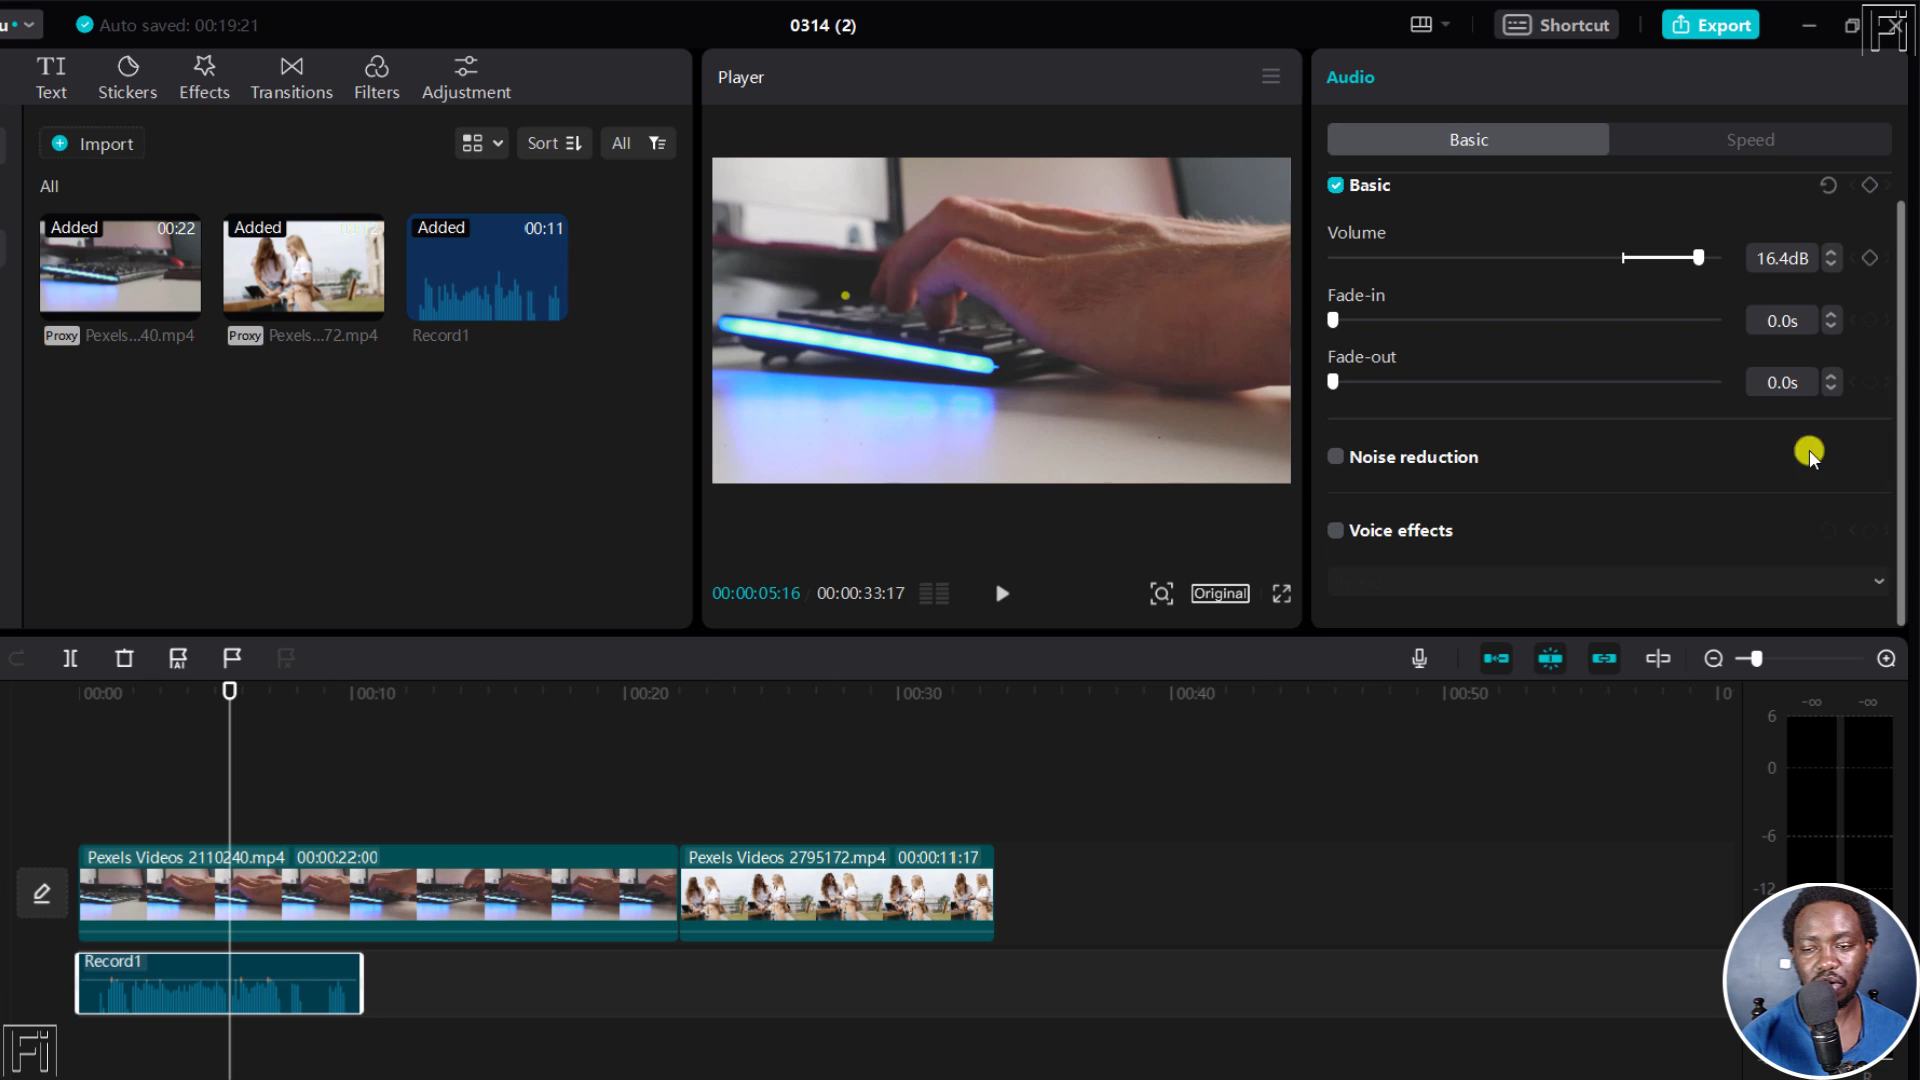 u
Auto saved: 00:19:21
0314 (2)
Shortcut
Export
Fi
TI
Text
Stickers
Effects
Transitions
Filters
Adjustment
Player
Audio
Import
Sort
All
Basic
Speed
All
Basic
Volume
16.4dB
Fade-in
0.0s
Fade-out
0.0s
Added
00:22
Added
Added
00:11
Proxy
Pexels...40.mp4
Proxy
Pexels...72.mp4
Record1
Noise reduction
Voice effects
00:00:05:16
00:00:33:17
Original
AI
00:00
00:10
00:20
00:30
00:40
00:50
0
-∞ -∞
6
0
-6
-12
Pexels Videos 2110240.mp4 00:00:22:00
Pexels Videos 2795172.mp4 00:00:11:17
Record1
Fi
R